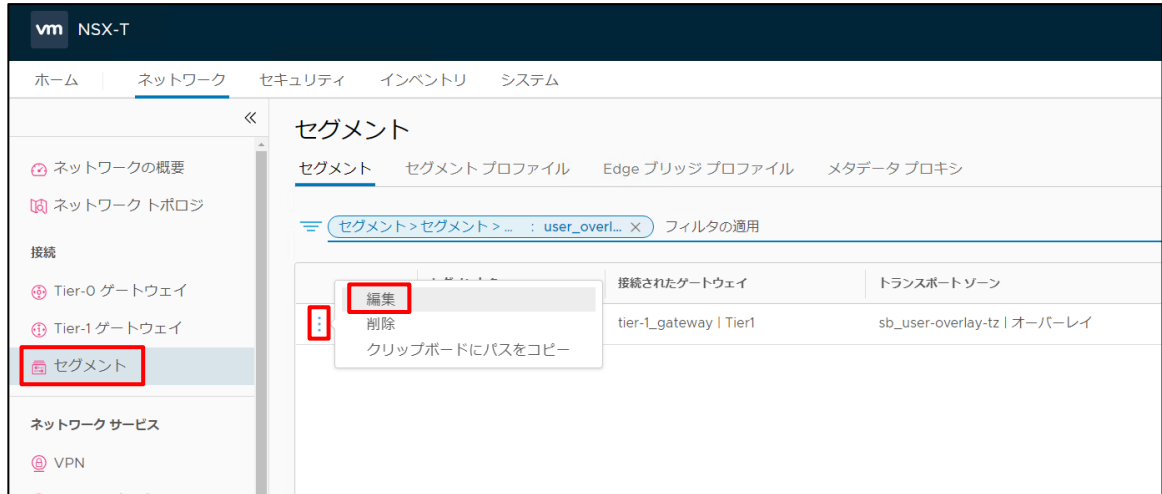 vm NSX-T
ホーム ネットワーク セキュリティ インベントリ システム
ネットワークの概要
ネットワーク トポロジ
接続
Tier-0 ゲートウェイ
Tier-1 ゲートウェイ
セグメント
ネットワーク サービス
VPN
セグメント
セグメント セグメント プロファイル Edge ブリッジ プロファイル メタデータ プロキシ
セグメント > セグメント > ... : user_overl... × フィルタの適用
接続されたゲートウェイ トランスポート ゾーン
編集
削除
クリップボードにパスをコピー
tier-1_gateway | Tier1 sb_user-overlay-tz | オーバーレイ